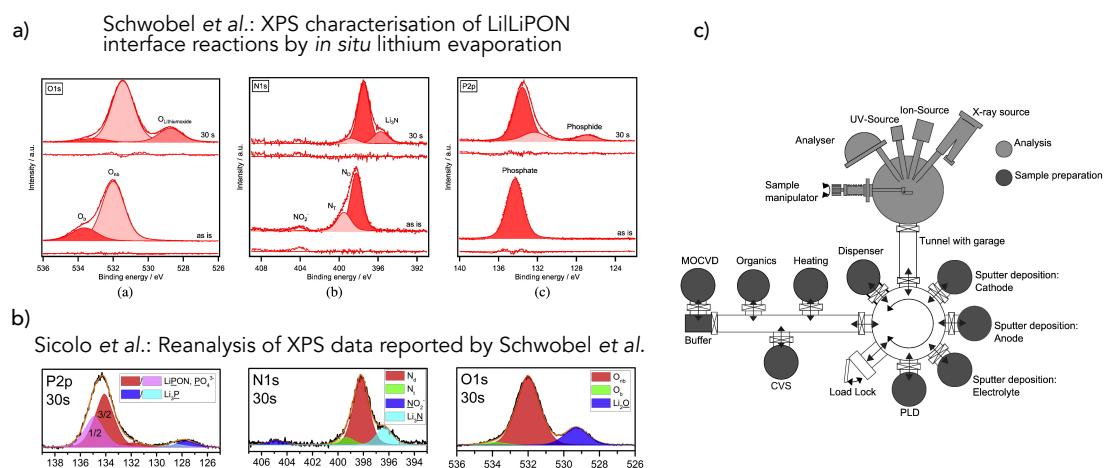 a)
Schwobel et al.: XPS characterisation of Li|LiPON
interface reactions by in situ lithium evaporation
O1s
O Lithiumoxide
30 s
O nb
O b
as is
Intensity / a.u.
536 534 532 530 528 526
Binding energy / eV
(a)
N1s
Li3N
30 s
ND
NT
NO2-
as is
Intensity / a.u.
408 404 400 396 392
Binding energy / eV
(b)
P2p
30 s
Phosphide
Phosphate
as is
Intensity / a.u.
140 136 132 128 124
Binding energy / eV
(c)
b)
Sicolo et al.: Reanalysis of XPS data reported by Schwobel et al.
P2p
30s
LiPON, PO4 3-
Li3P
3/2
1/2
138 136 134 132 130 128 126
N1s
30s
Nd
Nt
NO2-
Li3N
406 404 402 400 398 396 394
O1s
30s
Onb
Ob
Li2O
536 534 532 530 528 526
c)
X-ray source
Ion-Source
UV-Source
Analyser
Analysis
Sample preparation
Sample
manipulator
Tunnel with garage
MOCVD
Organics
Heating
Dispenser
Sputter deposition:
Cathode
Sputter deposition:
Anode
Sputter deposition:
Electrolyte
Buffer
CVS
Load Lock
PLD